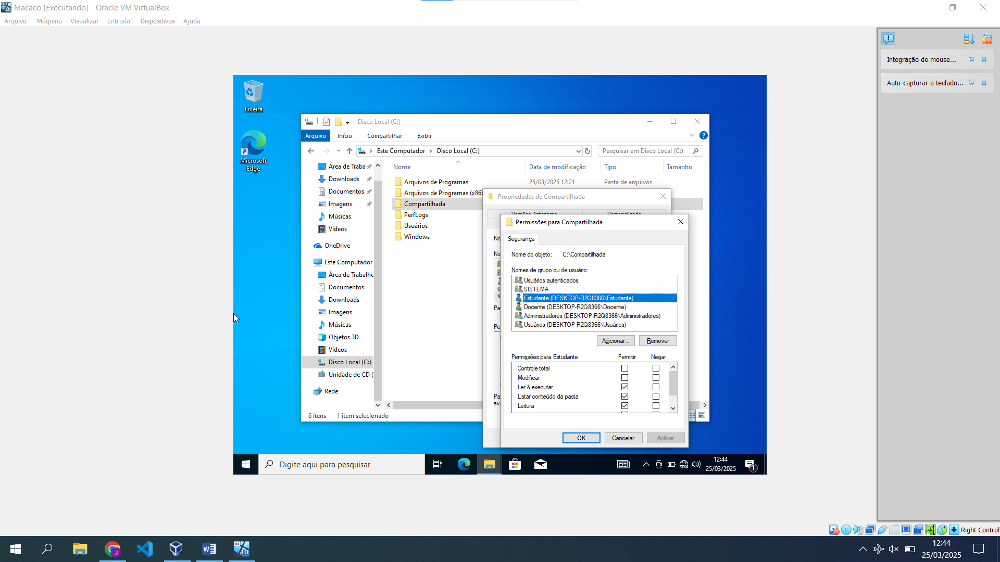 Macaco [Executando] - Oracle VM VirtualBox
Arquivo Máquina Visualizar Entrada Dispositivos Ajuda
Integração de mouse...
Auto-capturar o teclado...
Lixeira
Microsoft
Edge
Disco Local (C:)
Arquivo Início Compartilhar Exibir
Este Computador Disco Local (C:)
Pesquisar em Disco Local (C:)
Área de Traba
Downloads
Documentos
Imagens
Músicas
Vídeos
OneDrive
Este Computador
Área de Trabalho
Documentos
Downloads
Imagens
Músicas
Objetos 3D
Vídeos
Disco Local (C:)
Unidade de CD (
Rede
Nome Data de modificação Tipo Tamanho
Arquivos de Programas 25/03/2025 12:21 Pasta de arquivos
Arquivos de Programas (x86)
Compartilhada
PerfLogs
Usuários
Windows
6 itens 1 item selecionado
Propriedades de Compartilhada
Versões Anteriores Personalizado
No
No
Pa
Pe
Pa
av
Permissões para Compartilhada
Segurança
Nome do objeto: C:\Compartilhada
Nomes de grupo ou de usuário:
Usuários autenticados
SISTEMA
Estudante (DESKTOP-R2Q8366\Estudante)
Docente (DESKTOP-R2Q8366\Docente)
Administradores (DESKTOP-R2Q8366\Administradores)
Usuários (DESKTOP-R2Q8366\Usuários)
Adicionar... Remover
Permissões para Estudante Permitir Negar
Controle total
Modificar
Ler & executar
Listar conteúdo da pasta
Leitura
OK Cancelar Aplicar
Digite aqui para pesquisar
12:44
25/03/2025
1
Right Control
12:44
25/03/2025